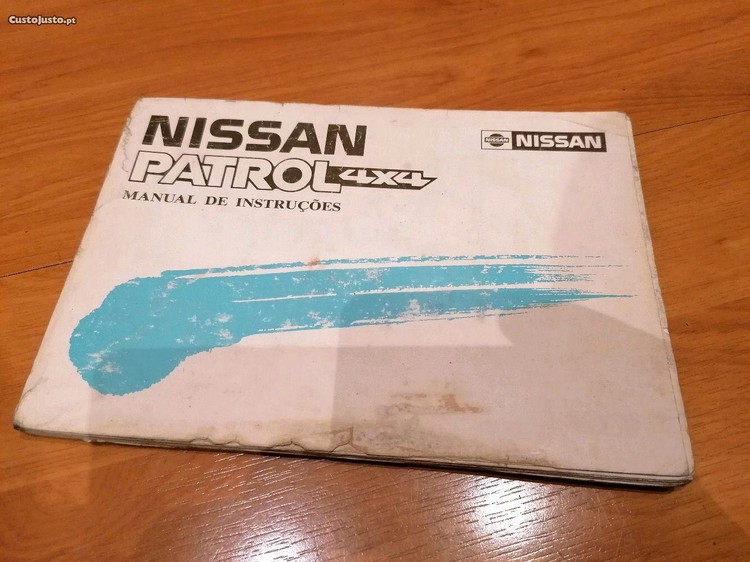 CustoJusto.pt
NISSAN
PATROL 4X4
MANUAL DE INSTRUÇÕES
NISSAN NISSAN